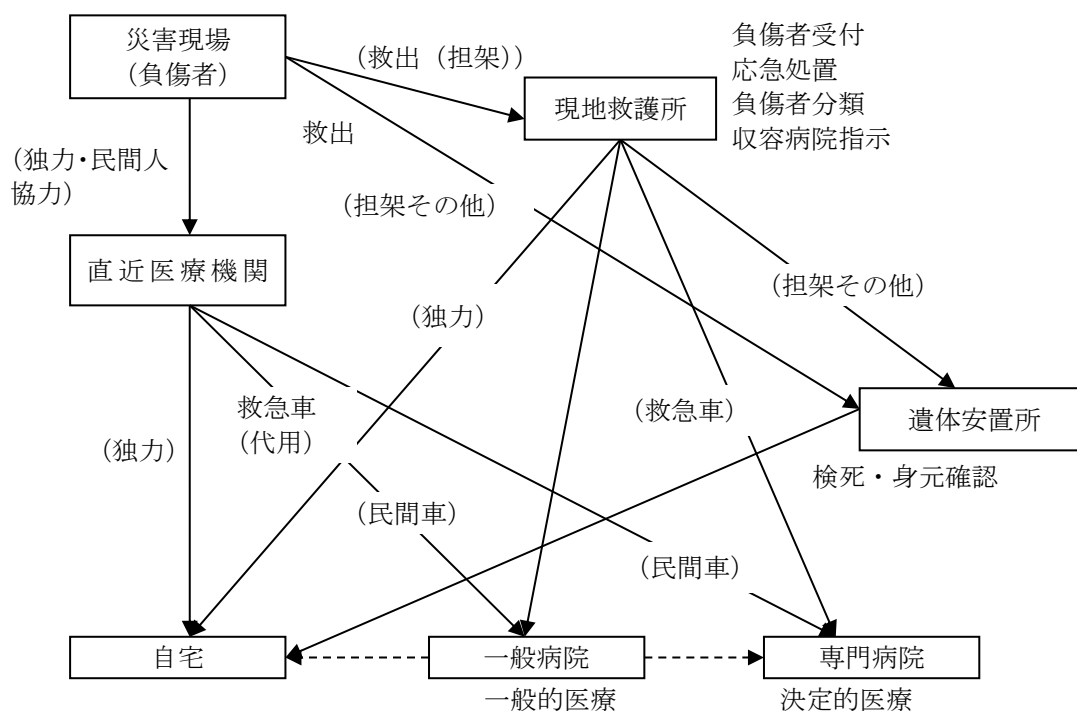 災害現場
（負傷者）
（救出（担架））
負傷者受付
応急処置
負傷者分類
収容病院指示
現地救護所
救出
（独力・民間人
協力）
（担架その他）
直近医療機関
（担架その他）
（独力）
救急車
（代用）
（救急車）
遺体安置所
（独力）
検死・身元確認
（民間車）
（民間車）
自宅
一般病院
専門病院
一般的医療
決定的医療